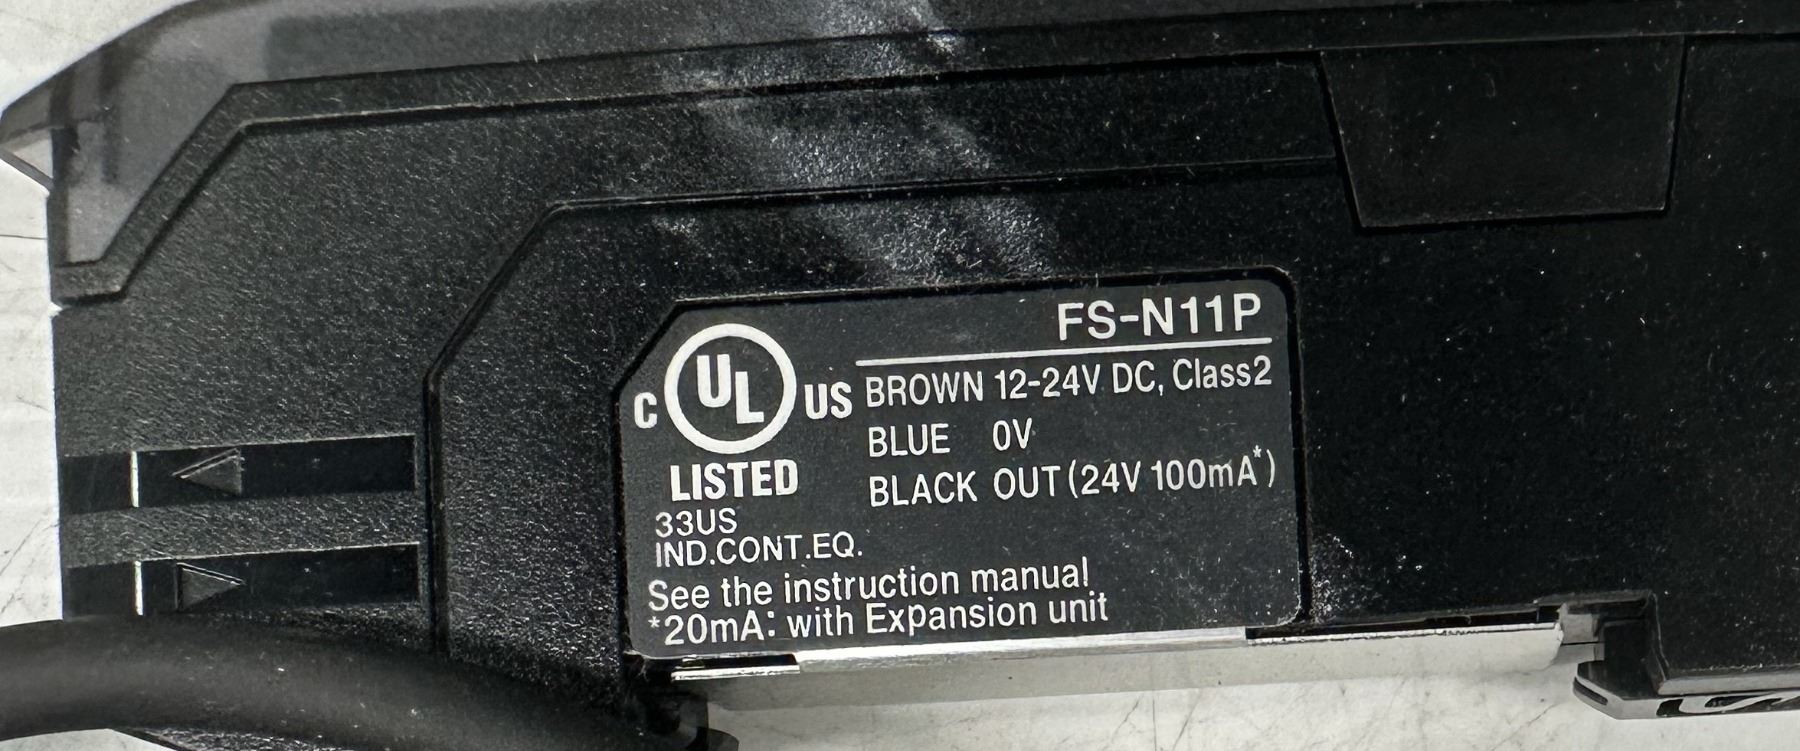 FS-N11P
C UL US
LISTED
33US
IND.CONT.EQ.
BROWN 12-24V DC, Class2
BLUE 0V
BLACK OUT (24V 100mA*)
See the instruction manual
*20mA: with Expansion unit